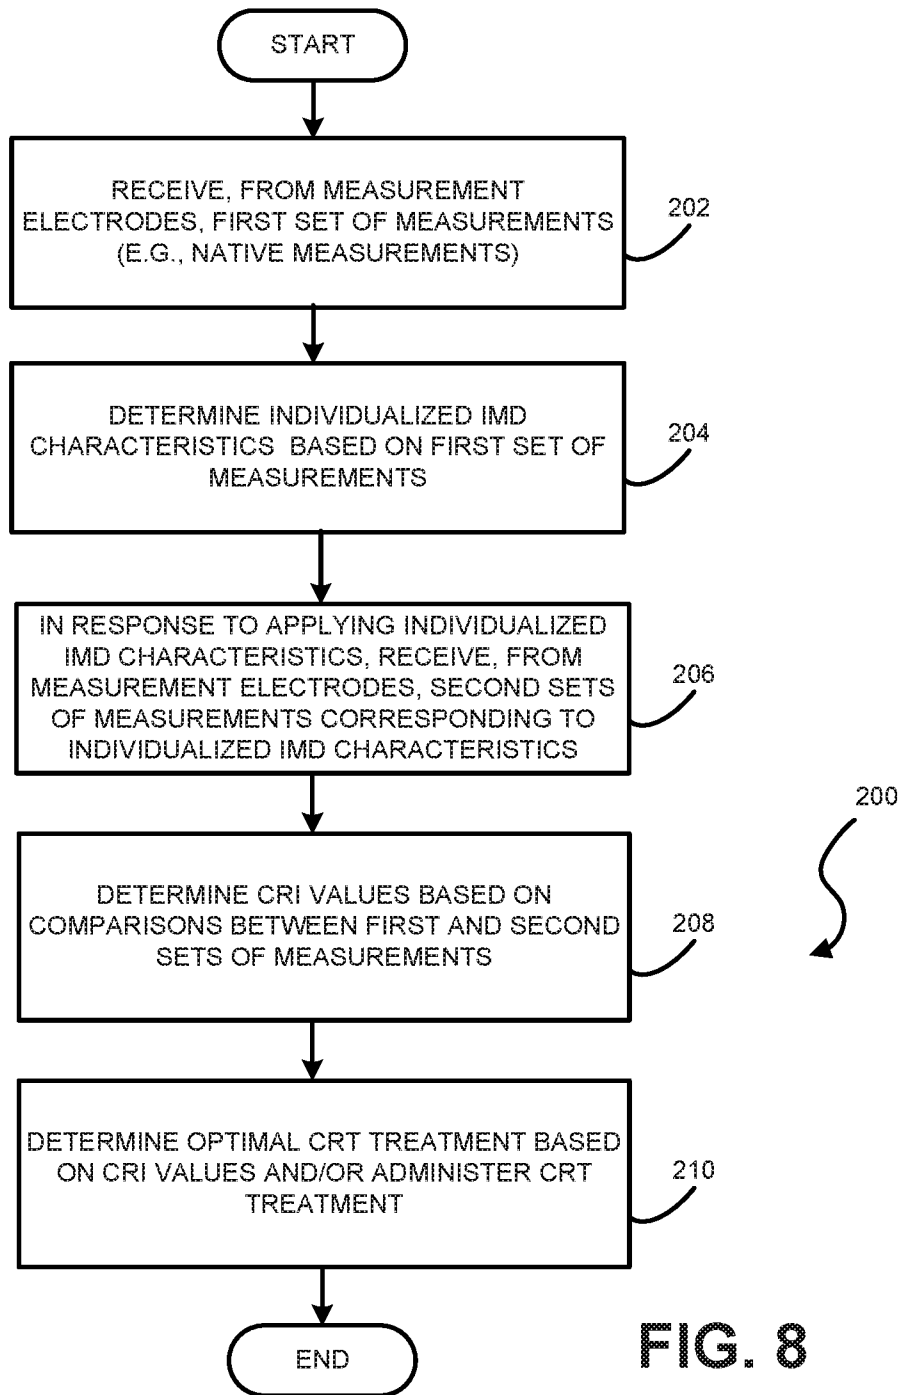 START
RECEIVE, FROM MEASUREMENT
ELECTRODES, FIRST SET OF MEASUREMENTS
(E.G., NATIVE MEASUREMENTS)
202
DETERMINE INDIVIDUALIZED IMD
CHARACTERISTICS BASED ON FIRST SET OF
MEASUREMENTS
204
IN RESPONSE TO APPLYING INDIVIDUALIZED
IMD CHARACTERISTICS, RECEIVE, FROM
MEASUREMENT ELECTRODES, SECOND SETS
OF MEASUREMENTS CORRESPONDING TO
INDIVIDUALIZED IMD CHARACTERISTICS
206
200
DETERMINE CRI VALUES BASED ON
COMPARISONS BETWEEN FIRST AND SECOND
SETS OF MEASUREMENTS
208
DETERMINE OPTIMAL CRT TREATMENT BASED
ON CRI VALUES AND/OR ADMINISTER CRT
TREATMENT
210
END
FIG. 8